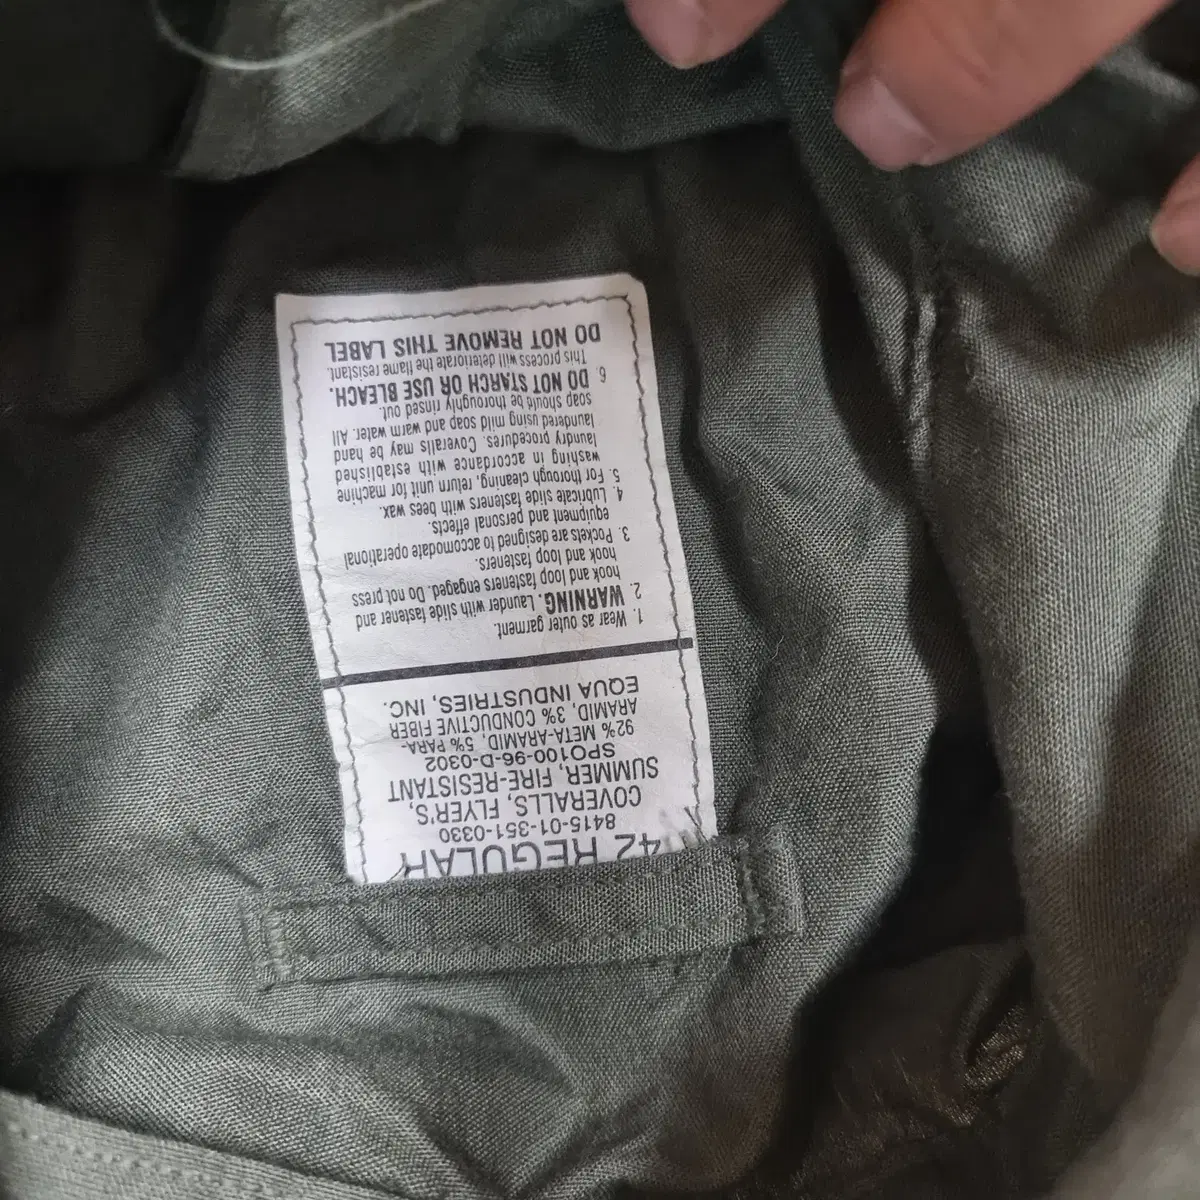 42 REGULAR
8415-01-351-0330
COVERALLS, FLYER'S,
SUMMER, FIRE-RESISTANT
SPO100-96-D-0302
92% META-ARAMID, 5% PARA-
ARAMID, 3% CONDUCTIVE FIBER
EQUA INDUSTRIES, INC.
1. Wear as outer garment.
2. WARNING. Launder with slide fastener and
hook and loop fasteners engaged. Do not press
hook and loop fasteners.
3. Pockets are designed to accomodate operational
equipment and personal effects.
4. Lubricate slide fasteners with bees wax.
5. For thorough cleaning, return unit for machine
washing in accordance with established
laundry procedures. Coveralls may be hand
laundered using mild soap and warm water. All
soap should be thoroughly rinsed out.
6. DO NOT STARCH OR USE BLEACH.
This process will deteriorate the flame resistant.
DO NOT REMOVE THIS LABEL